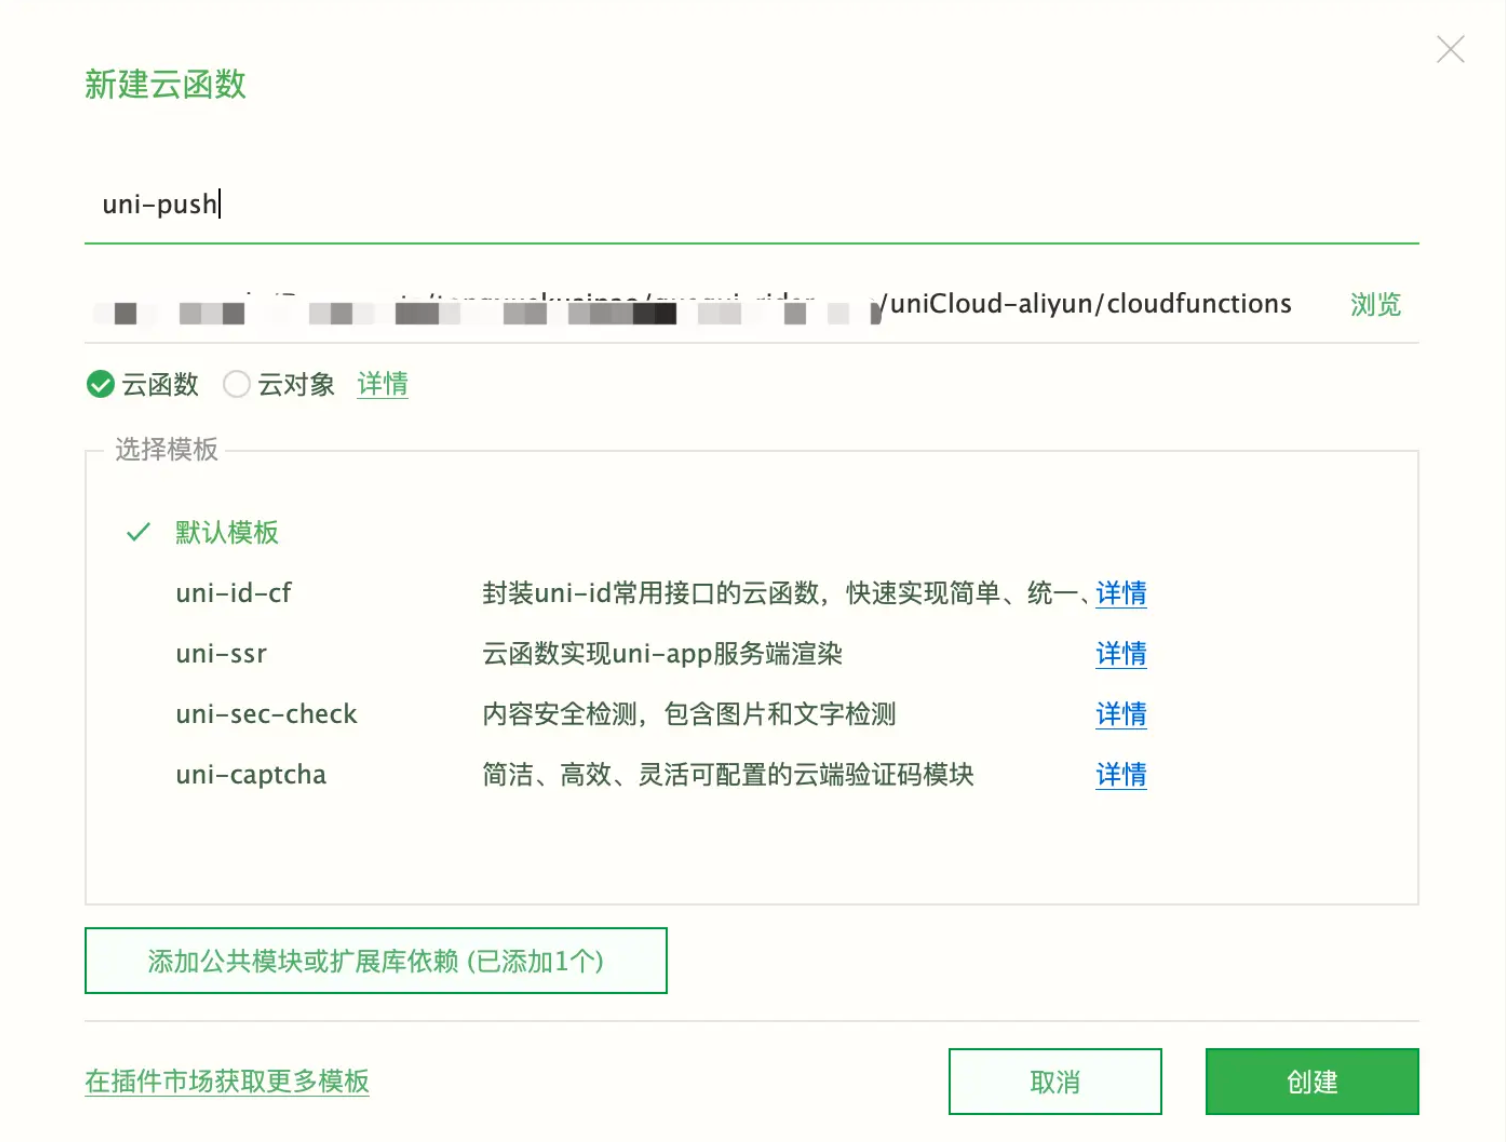 新建云函数
uni-push
/uniCloud-aliyun/cloudfunctions 浏览
云函数 云对象 详情
选择模板
默认模板
uni-id-cf 封装uni-id常用接口的云函数，快速实现简单、统一、详情
uni-ssr 云函数实现uni-app服务端渲染 详情
uni-sec-check 内容安全检测，包含图片和文字检测 详情
uni-captcha 简洁、高效、灵活可配置的云端验证码模块 详情
添加公共模块或扩展库依赖 (已添加1个)
在插件市场获取更多模板 取消 创建